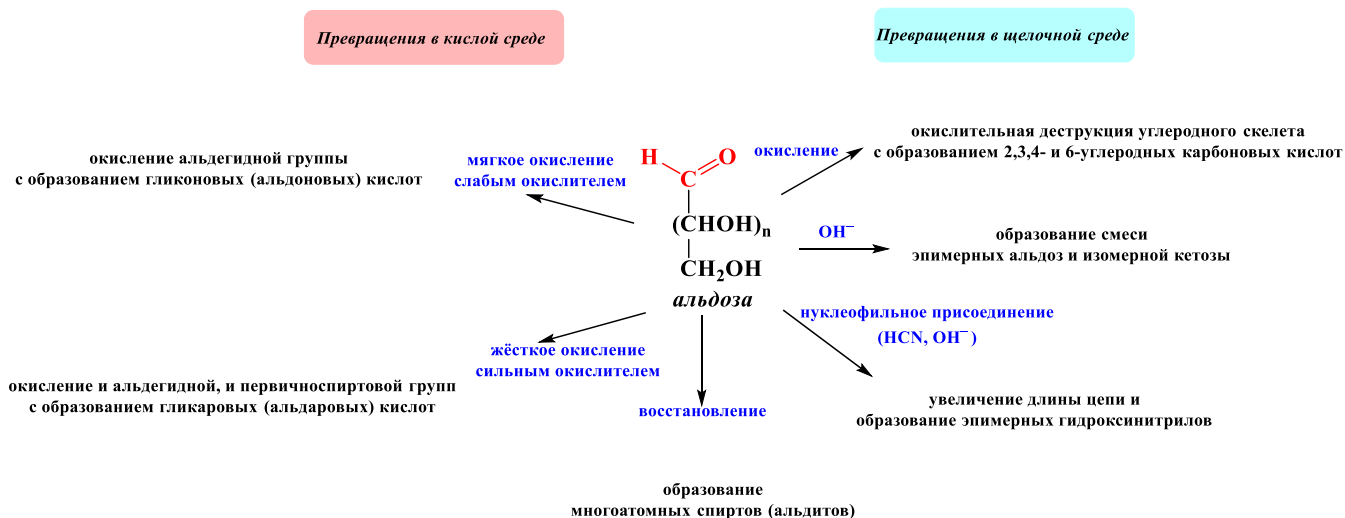 Превращения в кислой среде
Превращения в щелочной среде
окисление альдегидной группы
с образованием гликоновых (альдоновых) кислот
мягкое окисление
слабым окислителем
H
O
C
(CHOH)n
CH2OH
альдоза
окисление
окислительная деструкция углеродного скелета
с образованием 2,3,4- и 6-углеродных карбоновых кислот
OH−
образование смеси
эпимерных альдоз и изомерной кетозы
нуклеофильное присоединение
(HCN, OH− )
увеличение длины цепи и
образование эпимерных гидроксинитрилов
жёсткое окисление
сильным окислителем
окисление и альдегидной, и первичноспиртовой групп
с образованием гликаровых (альдаровых) кислот
восстановление
образование
многоатомных спиртов (альдитов)